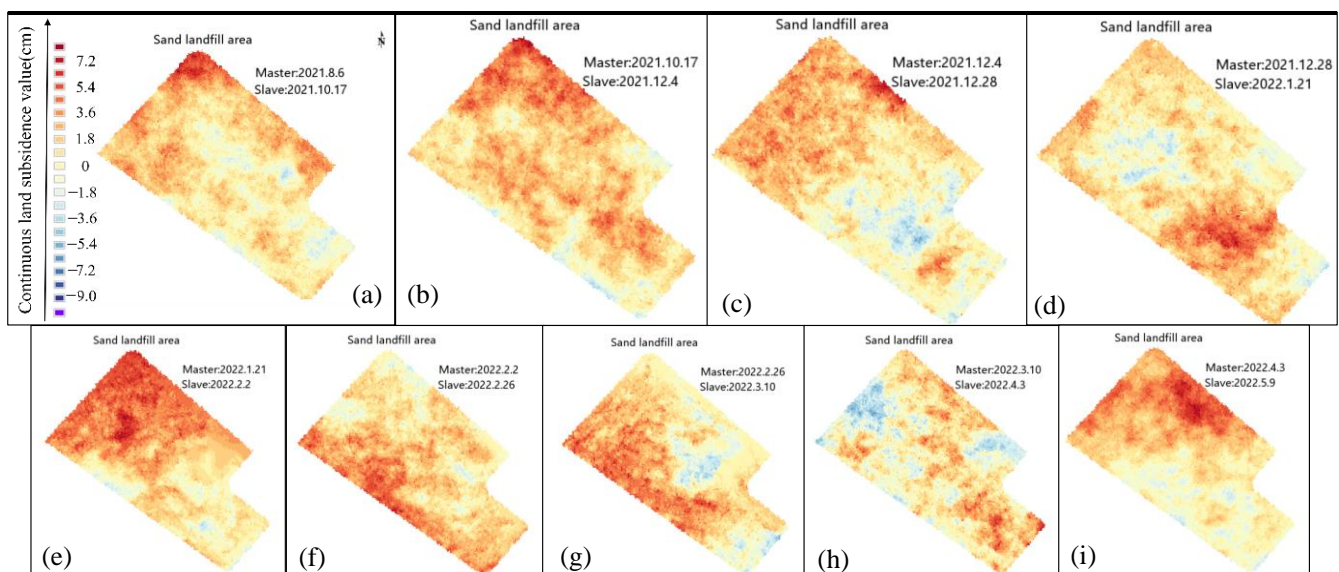 Continuous land subsidence value(cm)
7.2
5.4
3.6
1.8
0
−1.8
−3.6
−5.4
−7.2
−9.0
Sand landfill area
N
Master:2021.8.6
Slave:2021.10.17
(a)
Sand landfill area
Master:2021.10.17
Slave:2021.12.4
(b)
Sand landfill area
Master:2021.12.4
Slave:2021.12.28
(c)
Sand landfill area
Master:2021.12.28
Slave:2022.1.21
(d)
Sand landfill area
Master:2022.1.21
Slave:2022.2.2
(e)
Sand landfill area
Master:2022.2.2
Slave:2022.2.26
(f)
Sand landfill area
Master:2022.2.26
Slave:2022.3.10
(g)
Sand landfill area
Master:2022.3.10
Slave:2022.4.3
(h)
Sand landfill area
Master:2022.4.3
Slave:2022.5.9
(i)